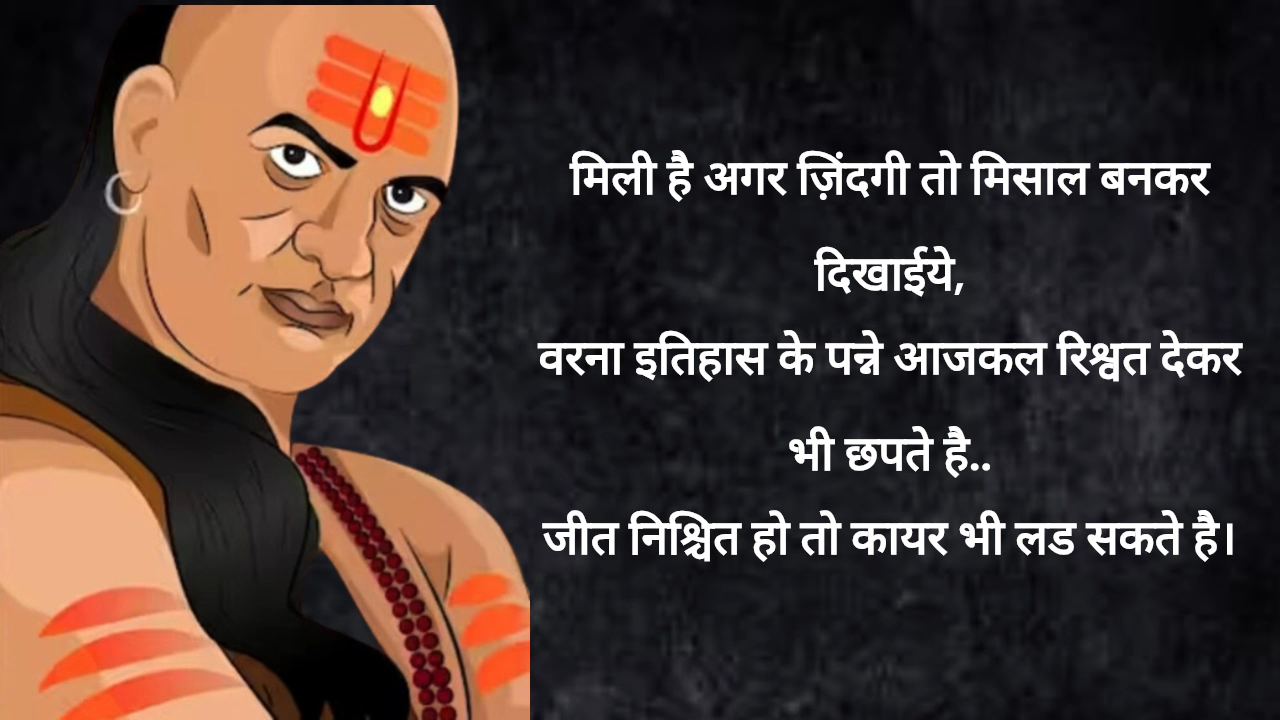 मिली है अगर ज़िंदगी तो मिसाल बनकर
दिखाईये,
वरना इतिहास के पन्ने आजकल रिश्वत देकर
भी छपते है..
जीत निश्चित हो तो कायर भी लड सकते है।